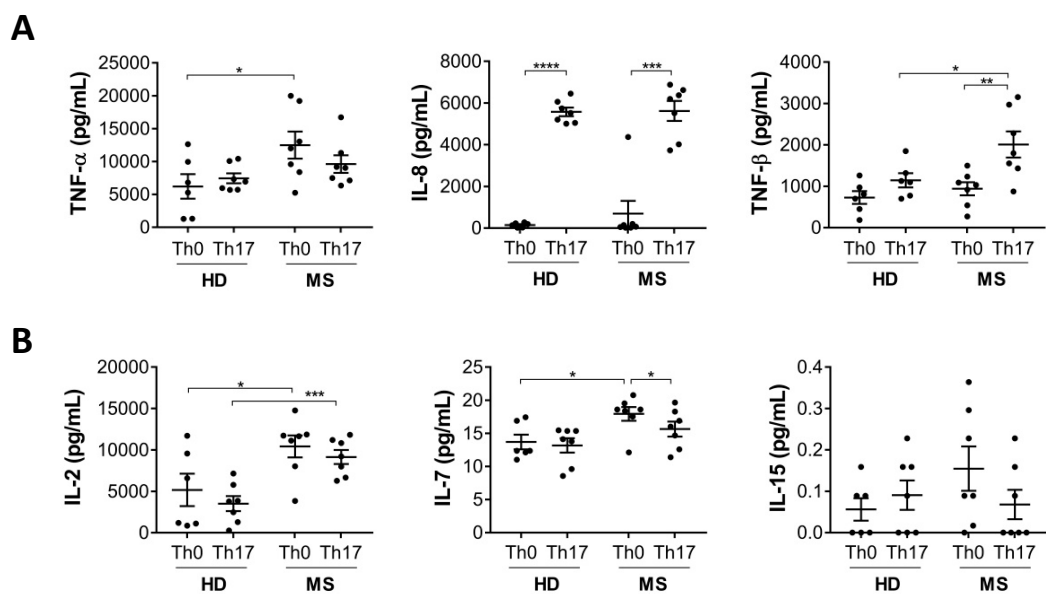 A
TNF-α (pg/mL)
25000
20000
15000
10000
5000
0
*
Th0 Th17 Th0 Th17
HD MS
IL-8 (pg/mL)
8000
6000
4000
2000
0
**** ***
Th0 Th17 Th0 Th17
HD MS
TNF-β (pg/mL)
4000
3000
2000
1000
0
*
**
Th0 Th17 Th0 Th17
HD MS
B
IL-2 (pg/mL)
20000
15000
10000
5000
0
*
***
Th0 Th17 Th0 Th17
HD MS
IL-7 (pg/mL)
25
20
15
10
5
0
* *
Th0 Th17 Th0 Th17
HD MS
IL-15 (pg/mL)
0.4
0.3
0.2
0.1
0.0
Th0 Th17 Th0 Th17
HD MS